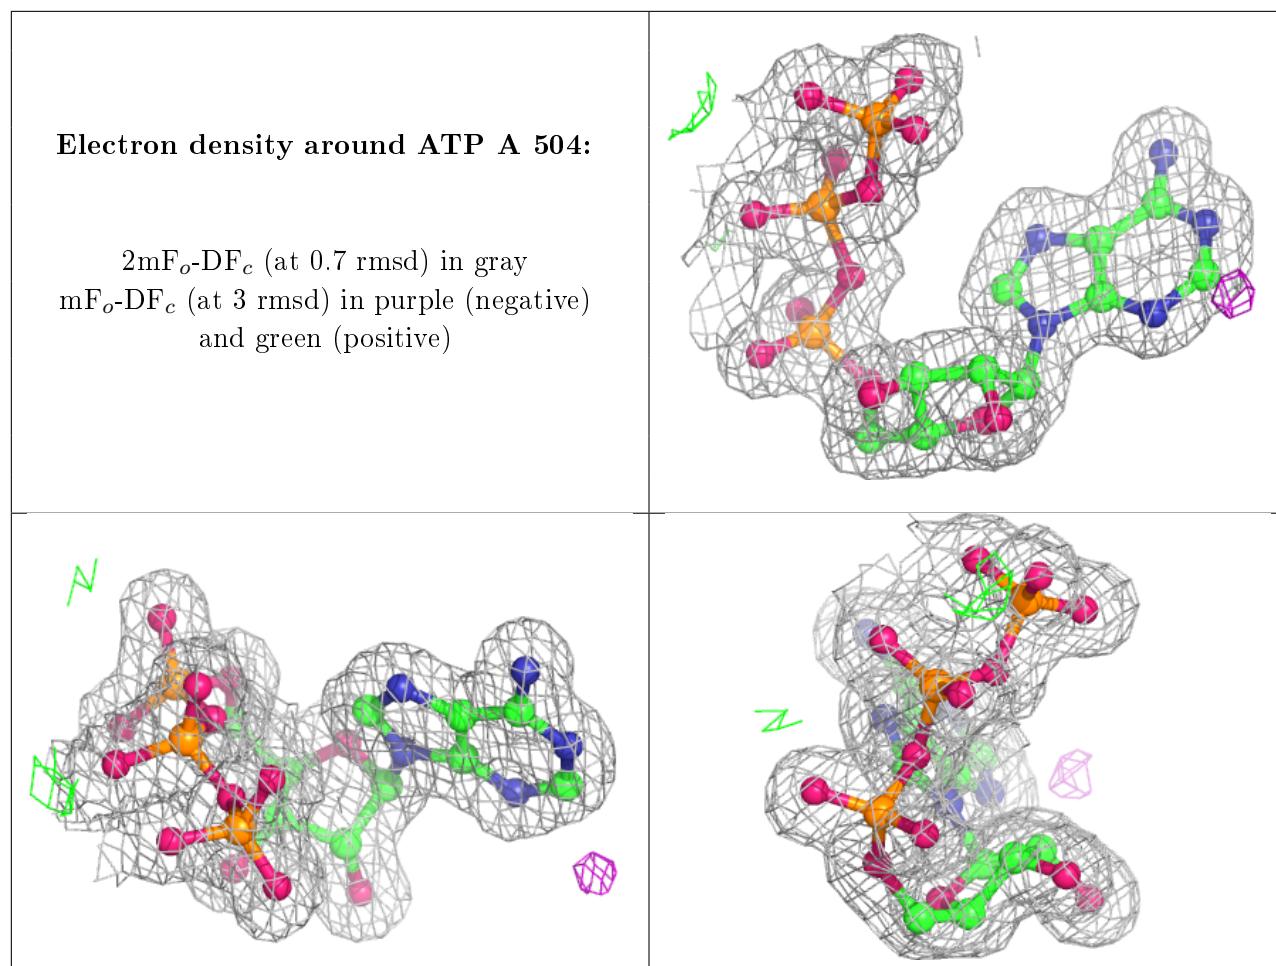 Electron density around ATP A 504:
2mFo-DFc (at 0.7 rmsd) in gray
mFo-DFc (at 3 rmsd) in purple (negative)
and green (positive)